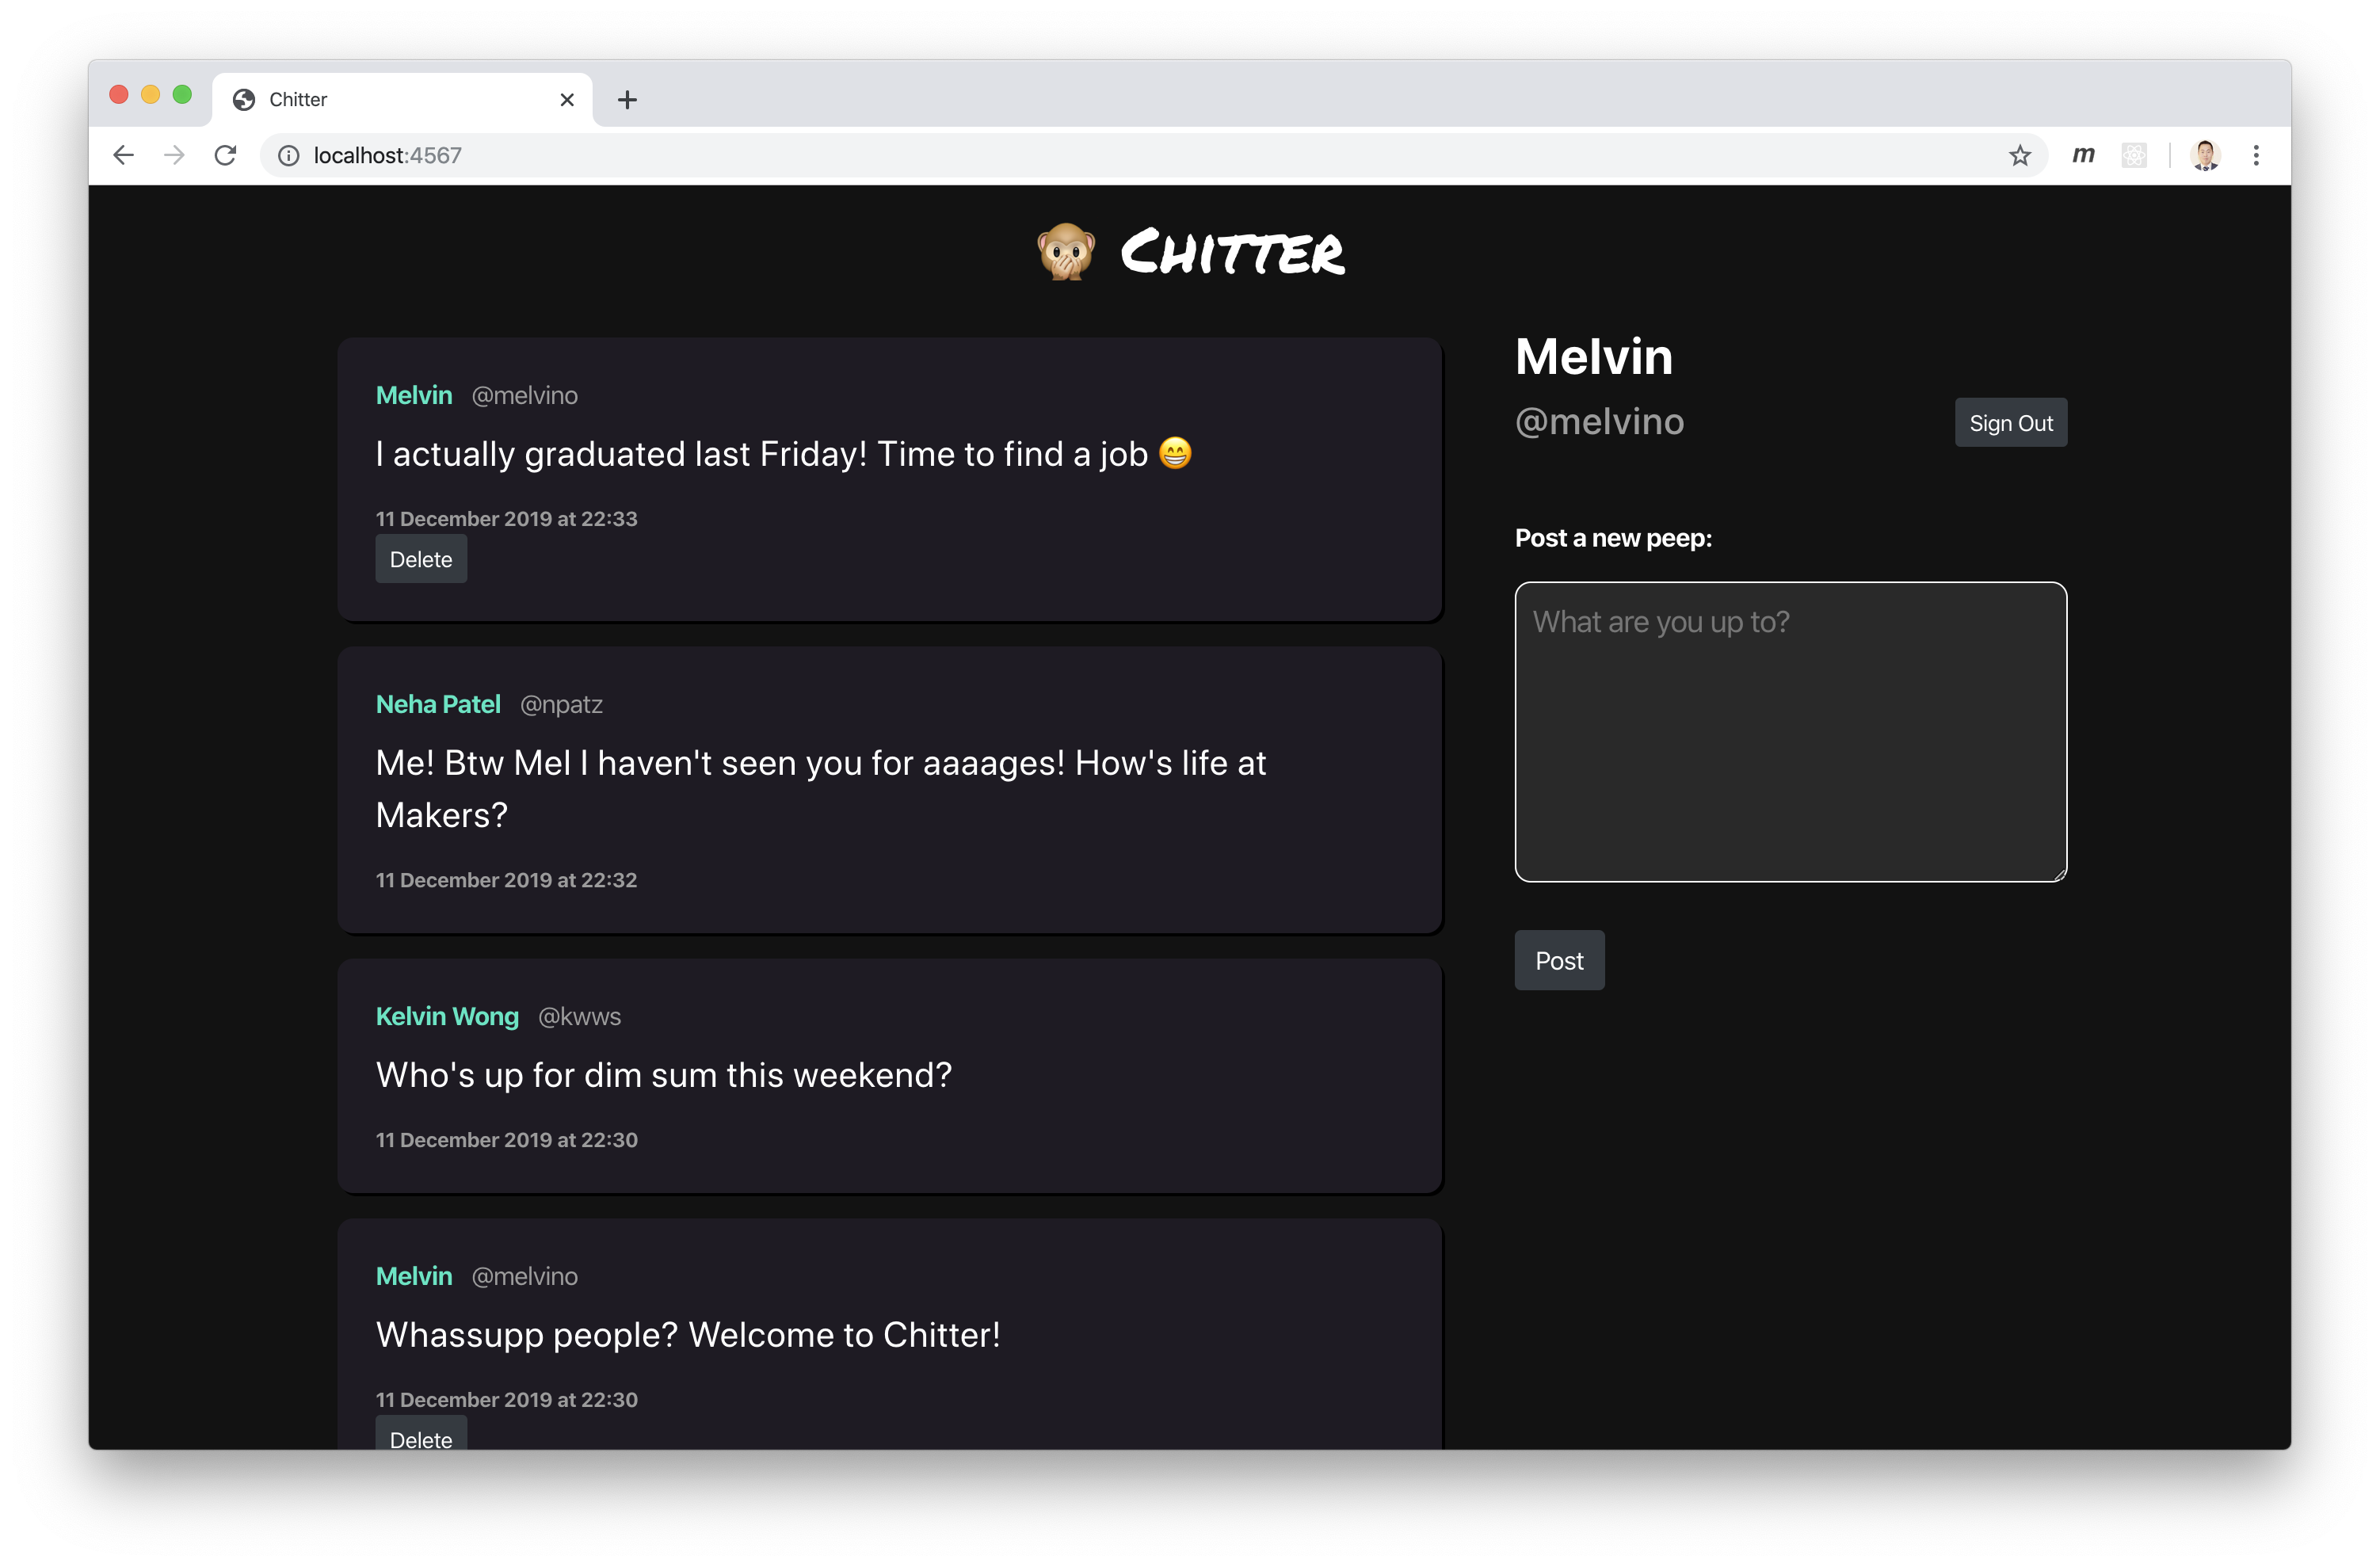 Chitter
localhost:4567
m
🙊 CHITTER
Melvin @melvino
I actually graduated last Friday! Time to find a job 😁
11 December 2019 at 22:33
Delete
Neha Patel @npatz
Me! Btw Mel I haven't seen you for aaaages! How's life at
Makers?
11 December 2019 at 22:32
Kelvin Wong @kwws
Who's up for dim sum this weekend?
11 December 2019 at 22:30
Melvin @melvino
Whassupp people? Welcome to Chitter!
11 December 2019 at 22:30
Delete
Melvin
@melvino
Sign Out
Post a new peep:
What are you up to?
Post